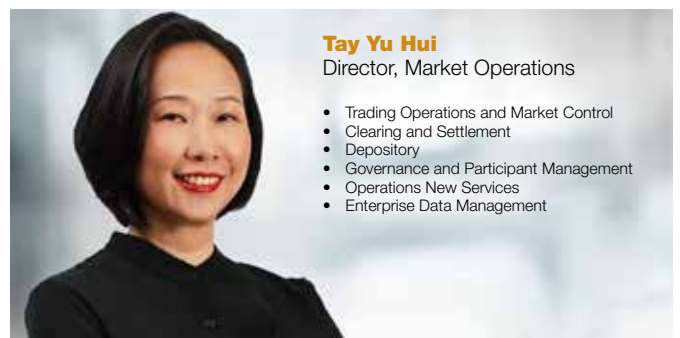 Tay Yu Hui
Director, Market Operations
• Trading Operations and Market Control
• Clearing and Settlement
• Depository
• Governance and Participant Management
• Operations New Services
• Enterprise Data Management